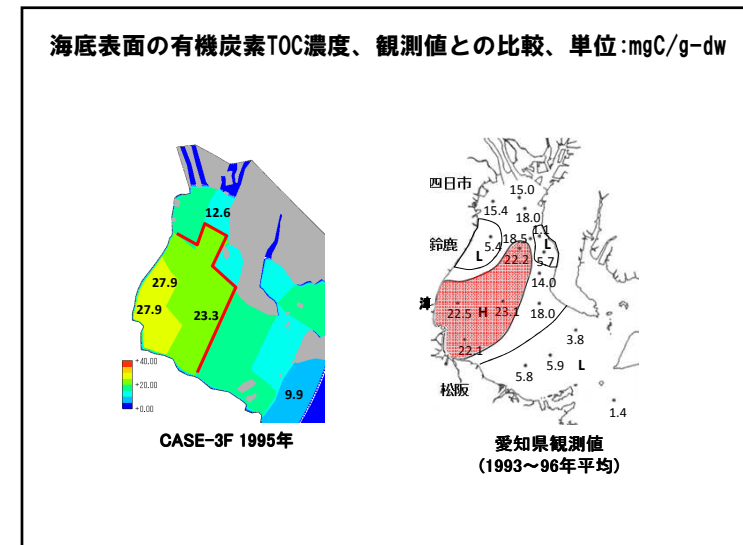 海底表面の有機炭素TOC濃度、観測値との比較、単位:mgC/g-dw
12.6
27.9
27.9
23.3
9.9
+40.00
+20.00
+0.00
CASE-3F 1995年
四日市
15.0
15.4
18.0
鈴鹿
5.4
18.5
1.1
L
L
22.2
5.7
14.0
22.5
H
23.1
18.0
22.1
3.8
5.8
5.9
L
松阪
1.4
愛知県観測値
(1993～96年平均)